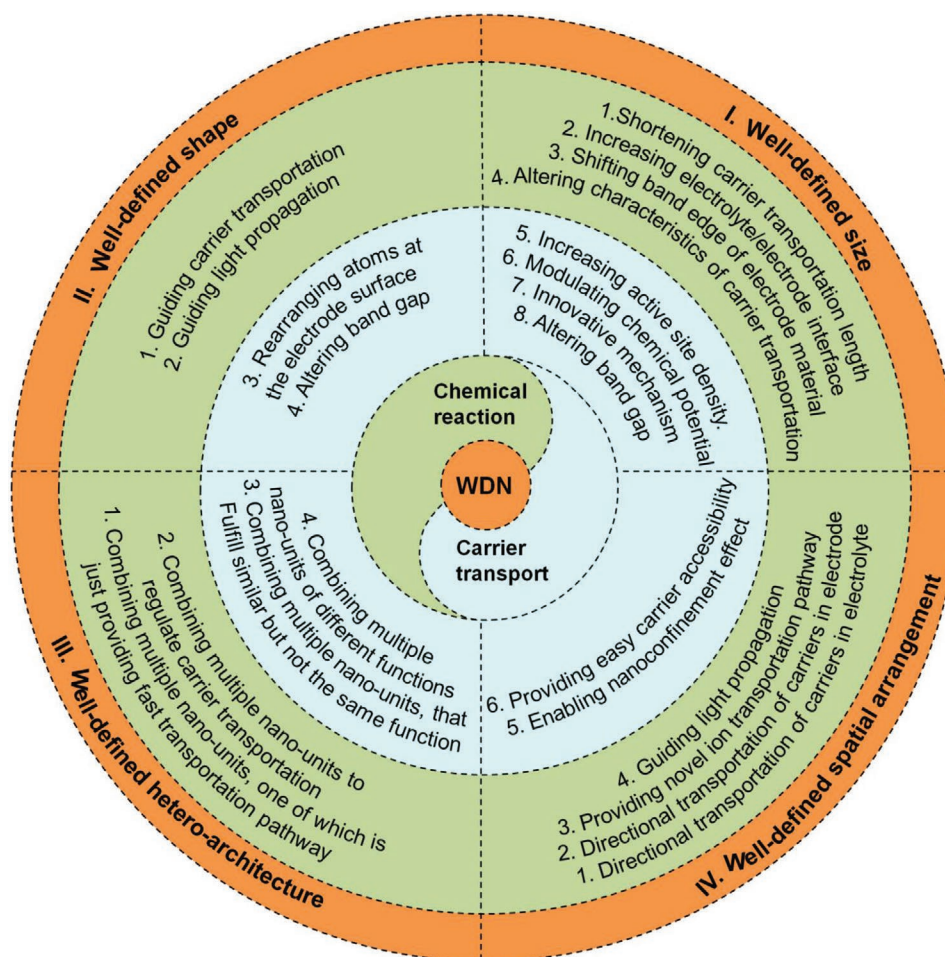 I. Well-defined size
1.Shortening carrier transportation length
2. Increasing electrolyte/electrode interface
3. Shifting band edge of electrode material
4. Altering characteristics of carrier transportation
5. Increasing active site density.
6. Modulating chemical potential
7. Innovative mechanism
8. Altering band gap
II. Well-defined shape
1. Guiding carrier transportation
2. Guiding light propagation
3. Rearranging atoms at
the electrode surface
4. Altering band gap
Chemical
reaction
WDN
Carrier
transport
III. Well-defined hetero-architecture
1. Combining multiple nano-units, one of which is
just providing fast transportation pathway
2. Combining multiple nano-units to
regulate carrier transportation
3. Combining multiple nano-units, that
Fulfill similar but not the same function
4. Combining multiple
nano-units of different functions
IV. Well-defined spatial arrangement
6. Providing easy carrier accessibility
5. Enabling nanoconfinement effect
4. Guiding light propagation
3. Providing novel ion transportation pathway
2. Directional transportation of carriers in electrode
1. Directional transportation of carriers in electrolyte